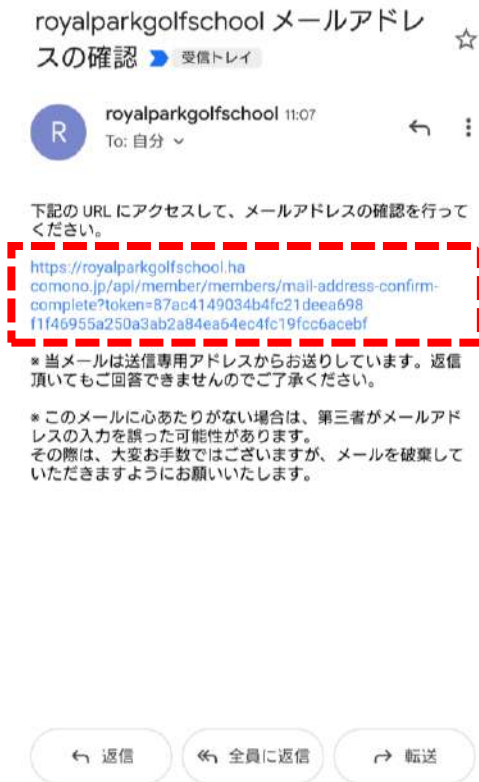 royalparkgolfschool メールアドレ
スの確認 受信トレイ
R
royalparkgolfschool 11:07
To: 自分
下記の URL にアクセスして、メールアドレスの確認を行って
ください。
https://royalparkgolfschool.ha
comono.jp/api/member/members/mail-address-confirm-
complete?token=87ac4149034b4fc21deea698
f1f46955a250a3ab2a84ea64ec4fc19fcc6acebf
* 当メールは送信専用アドレスからお送りしています。返信
頂いてもご回答できませんのでご了承ください。
* このメールに心あたりがない場合は、第三者がメールアド
レスの入力を誤った可能性があります。
その際は、大変お手数ではございますが、メールを破棄して
いただきますようにお願いいたします。
返信
全員に返信
転送